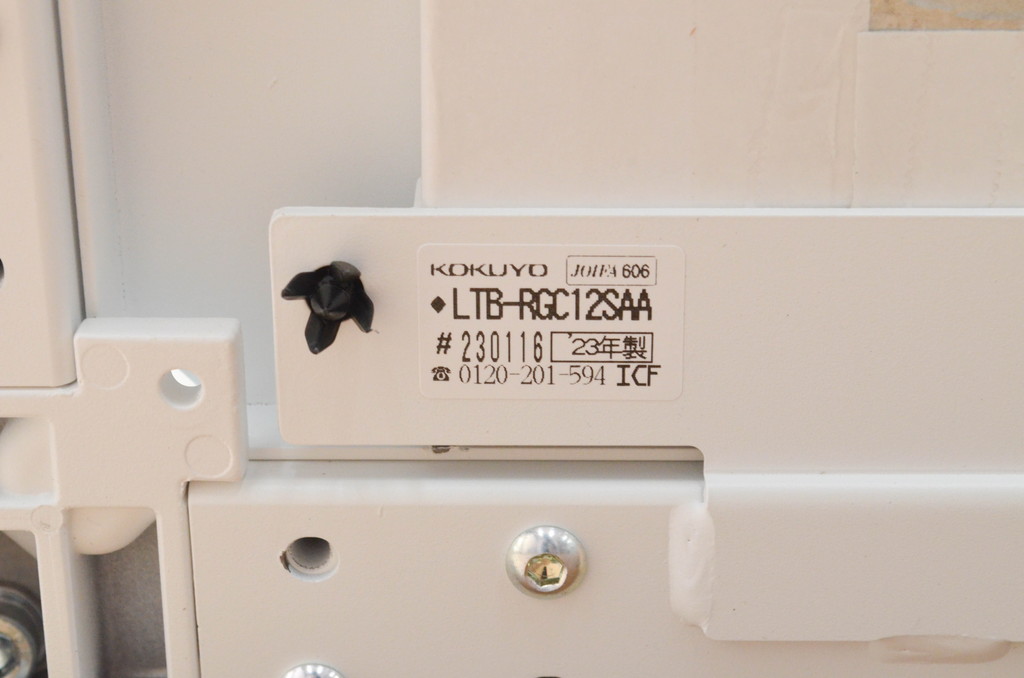 KOKUYO JOIFA 606
◆LTB-RGC12SAA
#230116 '23年製
☎ 0120-201-594 ICF